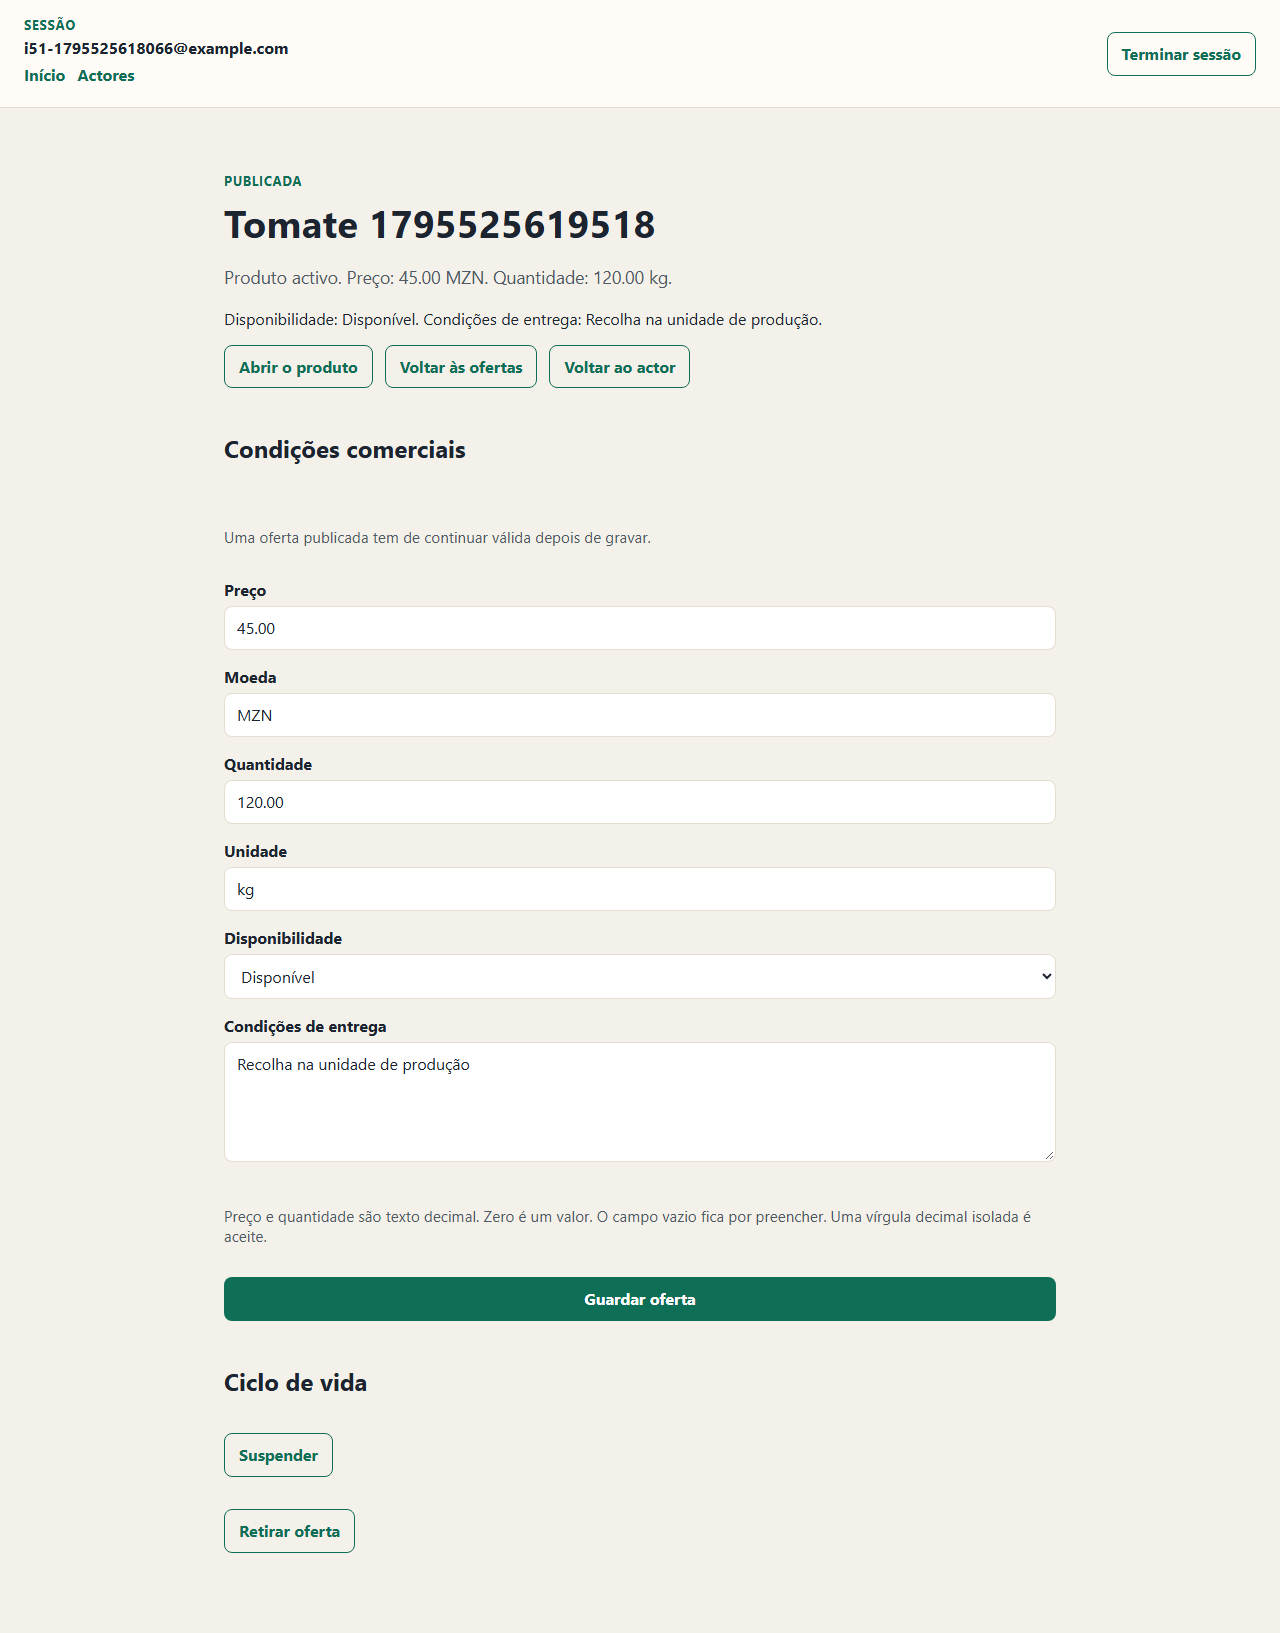 SESSÃO
i51-1795525618066@example.com
Início Actores
Terminar sessão
PUBLICADA
Tomate 1795525619518
Produto activo. Preço: 45.00 MZN. Quantidade: 120.00 kg.
Disponibilidade: Disponível. Condições de entrega: Recolha na unidade de produção.
Abrir o produto
Voltar às ofertas
Voltar ao actor
Condições comerciais
Uma oferta publicada tem de continuar válida depois de gravar.
Preço
45.00
Moeda
MZN
Quantidade
120.00
Unidade
kg
Disponibilidade
Disponível
Condições de entrega
Recolha na unidade de produção
Preço e quantidade são texto decimal. Zero é um valor. O campo vazio fica por preencher. Uma vírgula decimal isolada é
aceite.
Guardar oferta
Ciclo de vida
Suspender
Retirar oferta